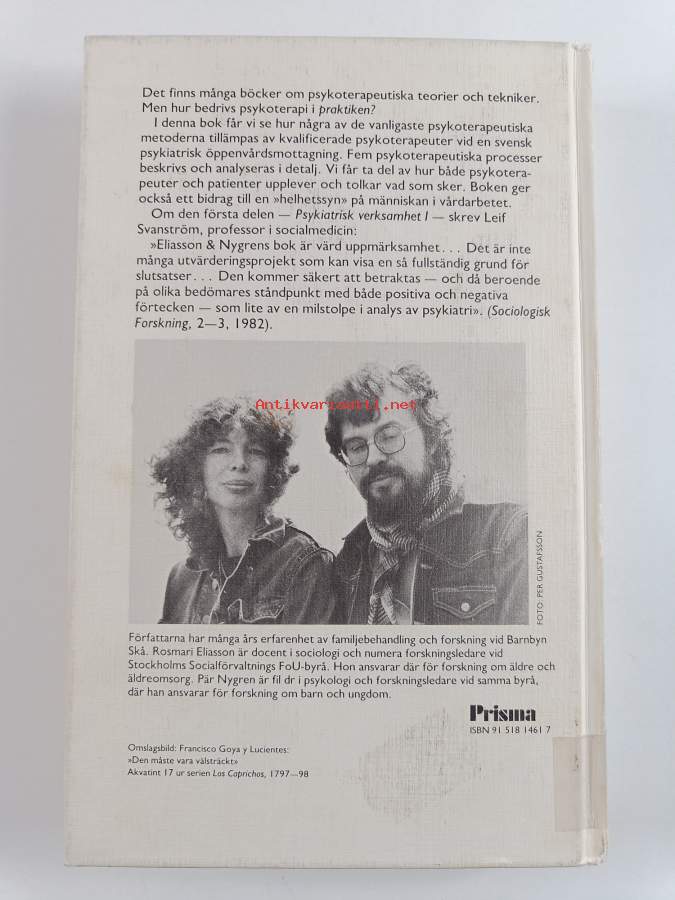 Det finns många böcker om psykoterapeutiska teorier och tekniker.
Men hur bedrivs psykoterapi i praktiken?
I denna bok får vi se hur några av de vanligaste psykoterapeutiska
metoderna tillämpas av kvalificerade psykoterapeuter vid en svensk
psykiatrisk öppenvårdsmottagning. Fem psykoterapeutiska processer
beskrivs och analyseras i detalj. Vi får ta del av hur både psykotera-
peuter och patienter upplever och tolkar vad som sker. Boken ger
också ett bidrag till en »helhetssyn» på människan i vårdarbetet.
Om den första delen — Psykiatrisk verksamhet I — skrev Leif
Svanström, professor i socialmedicin:
»Eliasson & Nygrens bok är värd uppmärksamhet... Det är inte
många utvärderingsprojekt som kan visa en så fullständig grund för
slutsatser... Den kommer säkert att betraktas — och då beroende
på olika bedömares ståndpunkt med både positiva och negativa
förtecken — som lite av en milstolpe i analys av psykiatri». (Sociologisk
Forskning, 2—3, 1982).
Antikvariaatti.net
FOTO: PER GUSTAFSSON
Författarna har många års erfarenhet av familjebehandling och forskning vid Barnbyn
Skå. Rosmari Eliasson är docent i sociologi och numera forskningsledare vid
Stockholms Socialförvaltnings FoU-byrå. Hon ansvarar där för forskning om äldre och
äldreomsorg. Pär Nygren är fil dr i psykologi och forskningsledare vid samma byrå,
där han ansvarar för forskning om barn och ungdom.
Prisma
ISBN 91 518 1461 7
Omslagsbild: Francisco Goya y Lucientes:
»Den måste vara välsträckt»
Akvatint 17 ur serien Los Caprichos, 1797—98